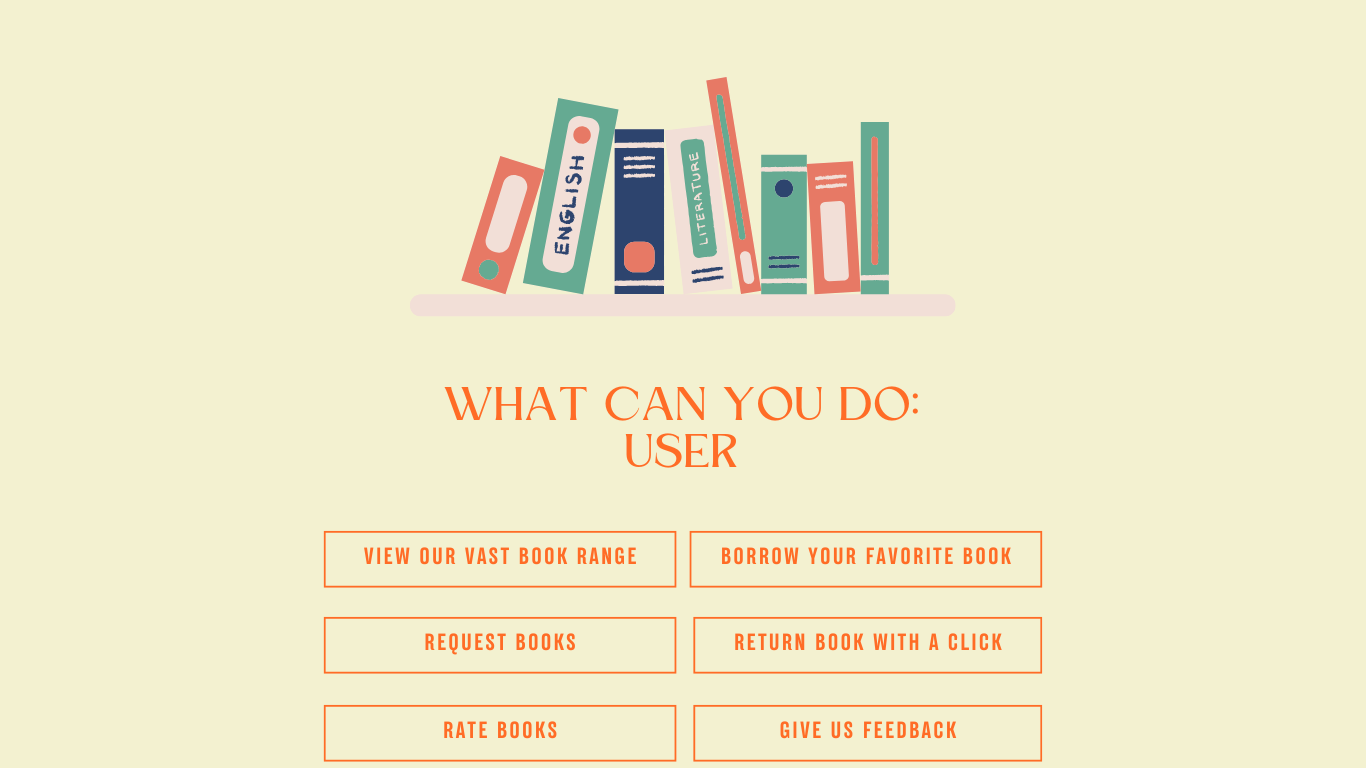 ENGLISH
LITERATURE
WHAT CAN YOU DO:
USER
VIEW OUR VAST BOOK RANGE
BORROW YOUR FAVORITE BOOK
REQUEST BOOKS
RETURN BOOK WITH A CLICK
RATE BOOKS
GIVE US FEEDBACK